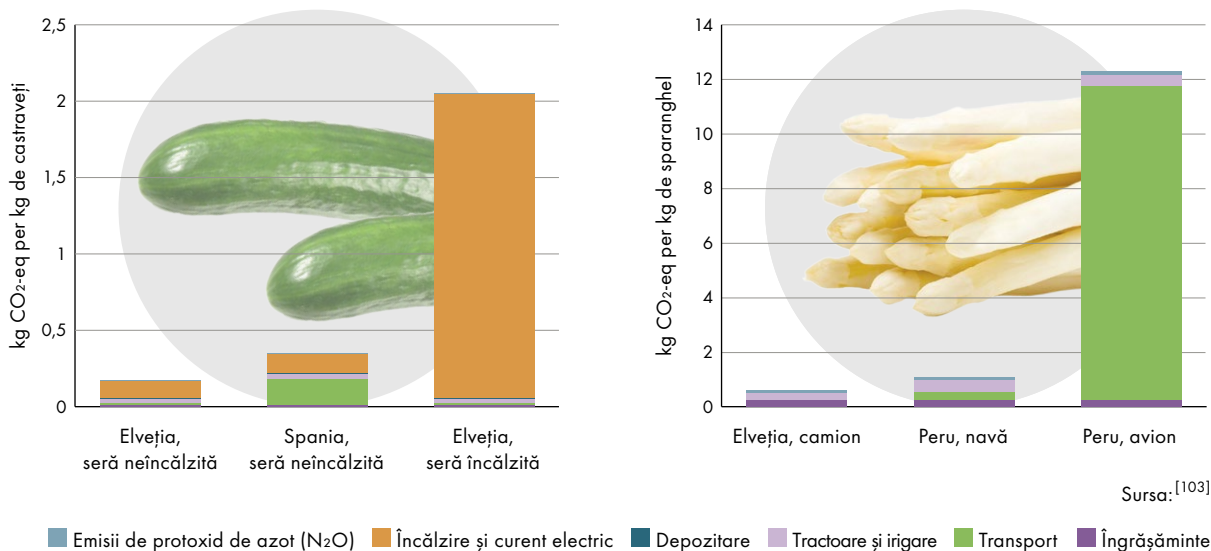 kg CO₂-eq per kg de castraveți
2,5
2
1,5
1
0,5
0
Elveția,
seră neîncălzită
Spania,
seră neîncălzită
Elveția,
seră încălzită
kg CO₂-eq per kg de sparanghel
14
12
10
8
6
4
2
0
Elveția, camion
Peru, navă
Peru, avion
Sursa:[103]
Emisii de protoxid de azot (N₂O) Încălzire și curent electric Depozitare Tractoare și irigare Transport Îngrășăminte